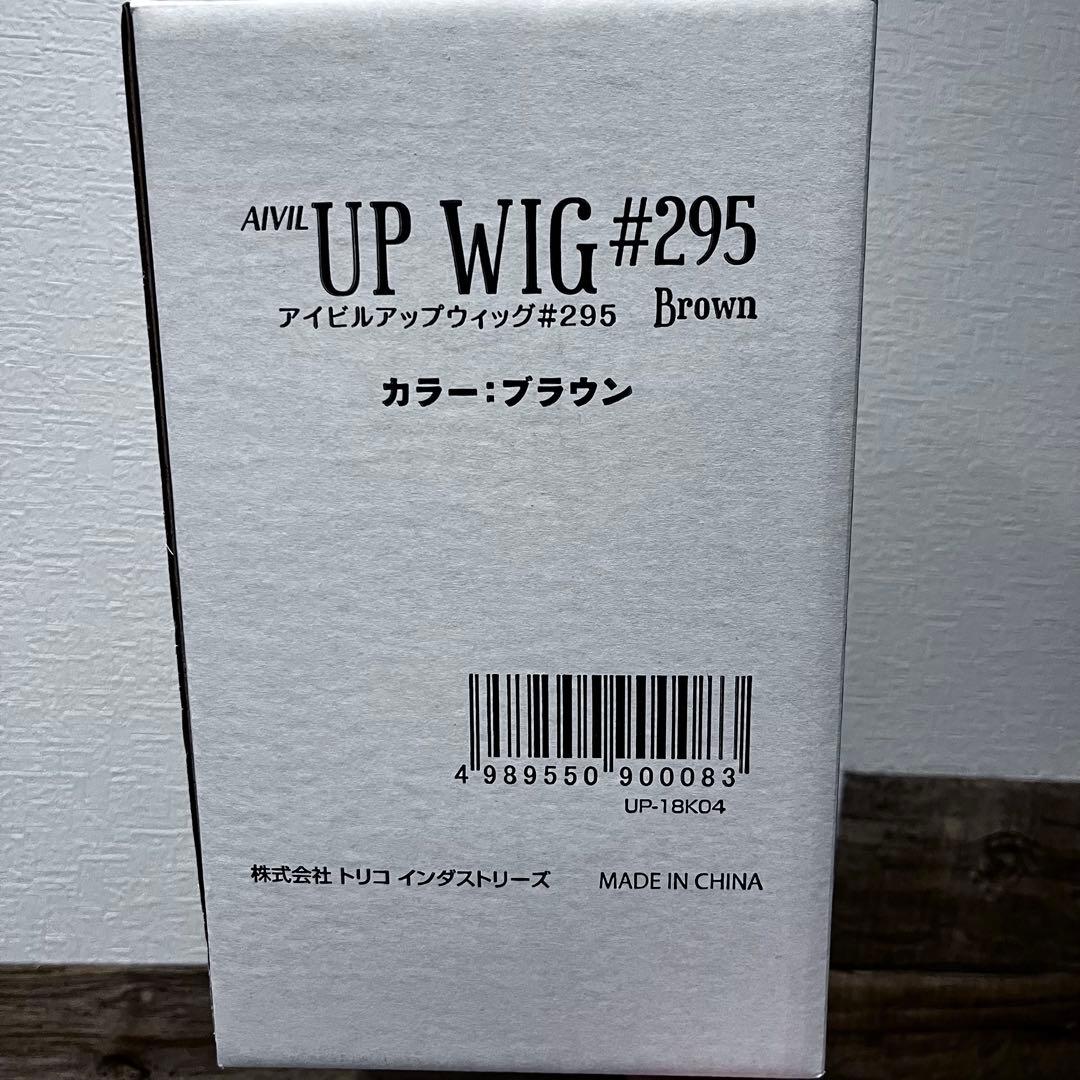 AIVIL UP WIG #295
アイビルアップウィッグ#295 Brown
カラー:ブラウン
4 989550 900083
UP-18K04
株式会社 トリコ インダストリーズ MADE IN CHINA